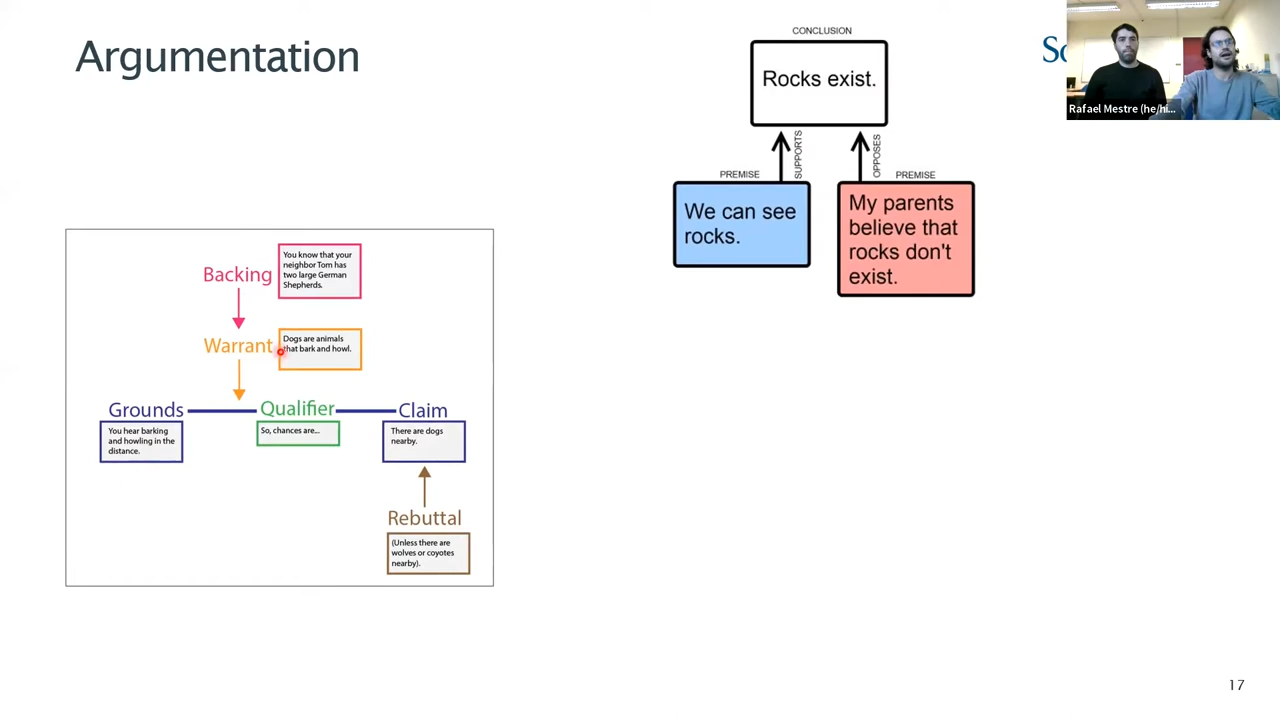 Argumentation
CONCLUSION
Rocks exist.
SUPPORTS
OPPOSES
PREMISE
PREMISE
We can see
rocks.
My parents
believe that
rocks don't
exist.
Rafael Mestre (he/hi...
Backing
You know that your
neighbor Tom has
two large German
Shepherds.
Warrant
Dogs are animals
that bark and howl.
Grounds
Qualifier
Claim
You hear barking
and howling in the
distance.
So, chances are...
There are dogs
nearby.
Rebuttal
(Unless there are
wolves or coyotes
nearby).
17